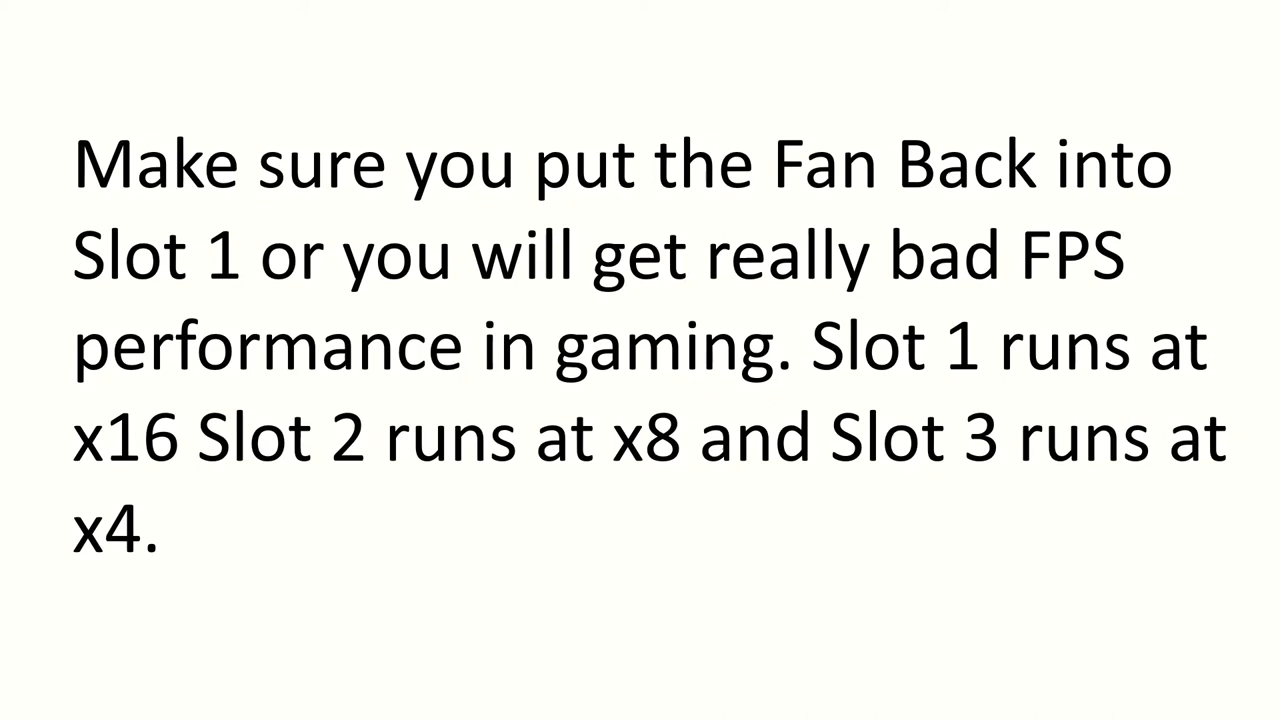 Make sure you put the Fan Back into
Slot 1 or you will get really bad FPS
performance in gaming. Slot 1 runs at
x16 Slot 2 runs at x8 and Slot 3 runs at
x4.